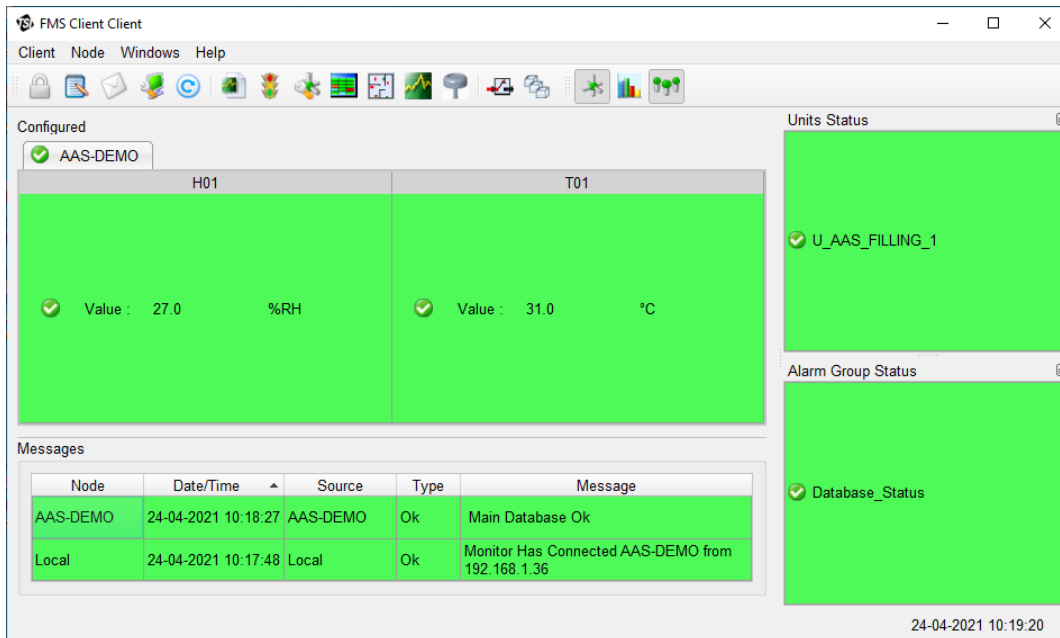 FMS Client Client
Client Node Windows Help
Configured
AAS-DEMO
H01 T01
Value : 27.0 %RH
Value : 31.0 °C
Units Status
U_AAS_FILLING_1
Alarm Group Status
Database_Status
Messages
Node Date/Time Source Type Message
AAS-DEMO 24-04-2021 10:18:27 AAS-DEMO Ok Main Database Ok
Local 24-04-2021 10:17:48 Local Ok Monitor Has Connected AAS-DEMO from
192.168.1.36
24-04-2021 10:19:20